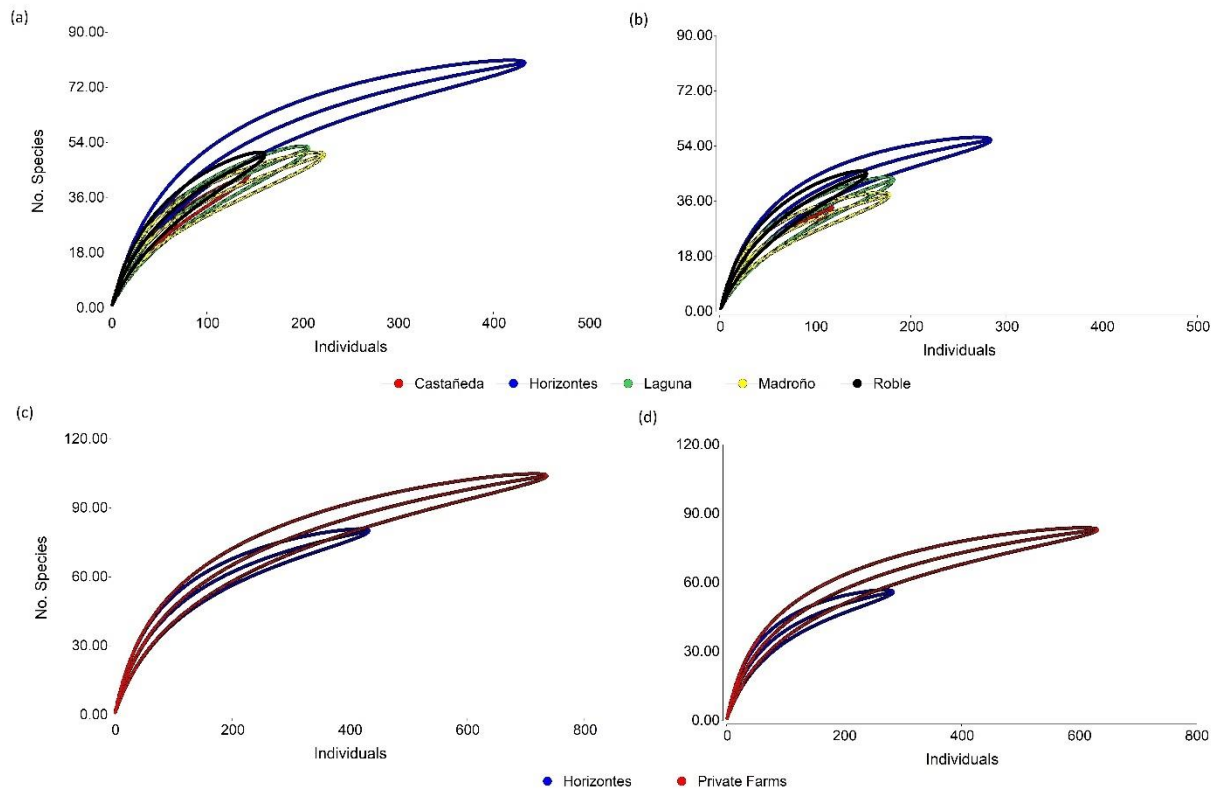 (a)
(b)
90.00
72.00
54.00
36.00
18.00
0.00
No. Species
0 100 200 300 400 500
Individuals
90.00
72.00
54.00
36.00
18.00
0.00
0 100 200 300 400 500
Individuals
Castañeda Horizontes Laguna Madroño Roble
(c)
(d)
120.00
90.00
60.00
30.00
0.00
No. Species
0 200 400 600 800
Individuals
120.00
90.00
60.00
30.00
0.00
0 200 400 600 800
Individuals
Horizontes Private Farms